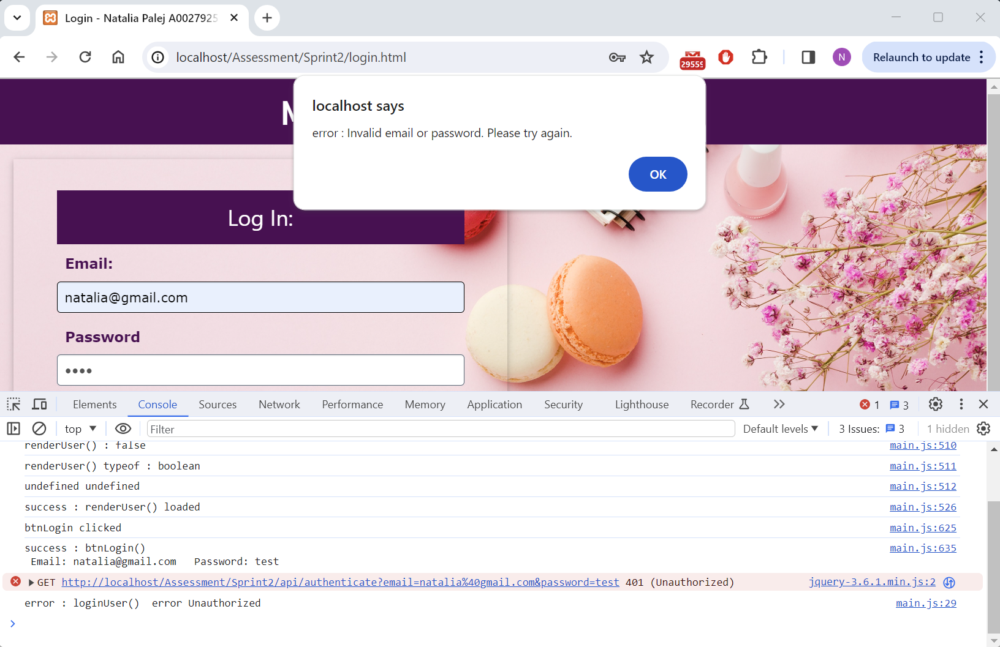 Login - Natalia Palej A0027925
localhost/Assessment/Sprint2/login.html
29559
N
Relaunch to update
localhost says
error : Invalid email or password. Please try again.
OK
Log In:
Email:
natalia@gmail.com
Password
••••
Elements Console Sources Network Performance Memory Application Security Lighthouse Recorder 1 3
top Filter Default levels 3 Issues: 3 1 hidden
renderUser() : false main.js:510
renderUser() typeof : boolean main.js:511
undefined undefined main.js:512
success : renderUser() loaded main.js:526
btnLogin clicked main.js:625
success : btnLogin() main.js:635
Email: natalia@gmail.com Password: test
GET http://localhost/Assessment/Sprint2/api/authenticate?email=natalia%40gmail.com&password=test 401 (Unauthorized) jquery-3.6.1.min.js:2
error : loginUser() error Unauthorized main.js:29